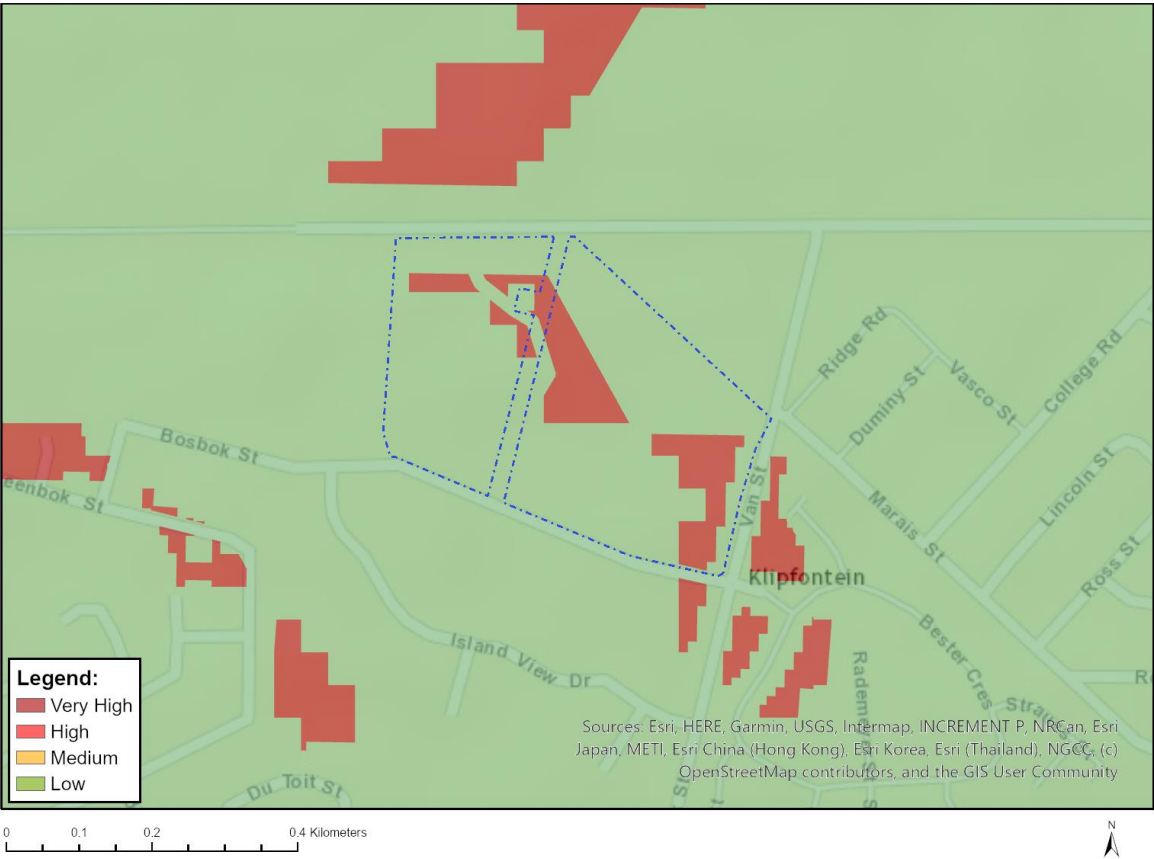 Ridge Rd
Vasco St
College Rd
Duminy St
Bosbok St
Lincoln St
eenbok St
Van St
Marais St
Ross St
Klipfontein
Bester Cres
Island View Dr
Du Toit St
St
Legend:
Very High
High
Medium
Low
Sources: Esri, HERE, Garmin, USGS, Intermap, INCREMENT P, NRCan, Esri
Japan, METI, Esri China (Hong Kong), Esri Korea, Esri (Thailand), NGCC, (c)
OpenStreetMap contributors, and the GIS User Community
0 0.1 0.2 0.4 Kilometers
N